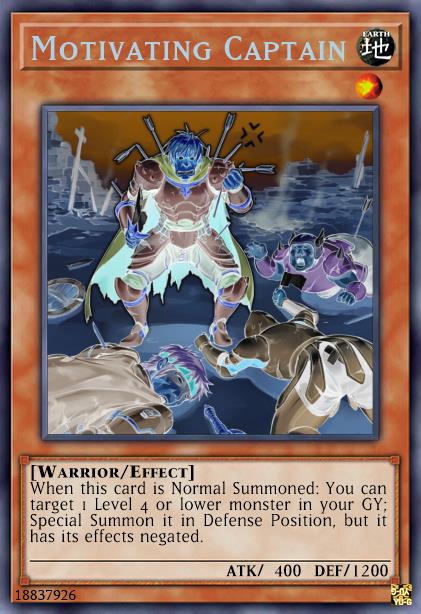 Motivating Captain
EARTH
地
[Warrior/Effect]
When this card is Normal Summoned: You can
target 1 Level 4 or lower monster in your GY;
Special Summon it in Defense Position, but it
has its effects negated.
ATK/ 400 DEF/1200
18837926